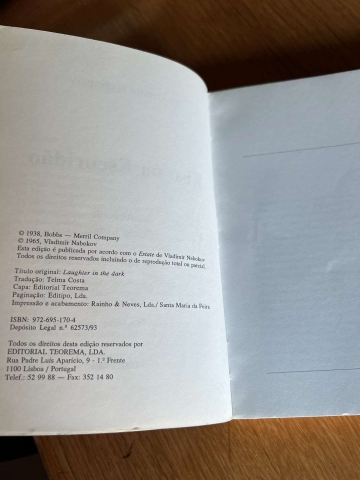 © 1938, Bobbs — Merril Company
© 1965, Vladimir Nabokov
Esta edição é publicada por acordo com o Estate de Vladimir Nabokov
Todos os direitos reservados incluindo o de reprodução total ou parcial.
Título original: Laughter in the dark
Tradução: Telma Costa
Capa: Editorial Teorema
Paginação: Editipo, Lda.
Impressão e acabamento: Rainho & Neves, Lda./ Santa Maria da Feira
ISBN: 972-695-170-4
Depósito Legal n.º 62573/93
Todos os direitos desta edição reservados por
EDITORIAL TEOREMA, LDA.
Rua Padre Luís Aparício, 9 - 1.º Frente
1100 Lisboa / Portugal
Telef.: 52 99 88 — Fax: 352 14 80